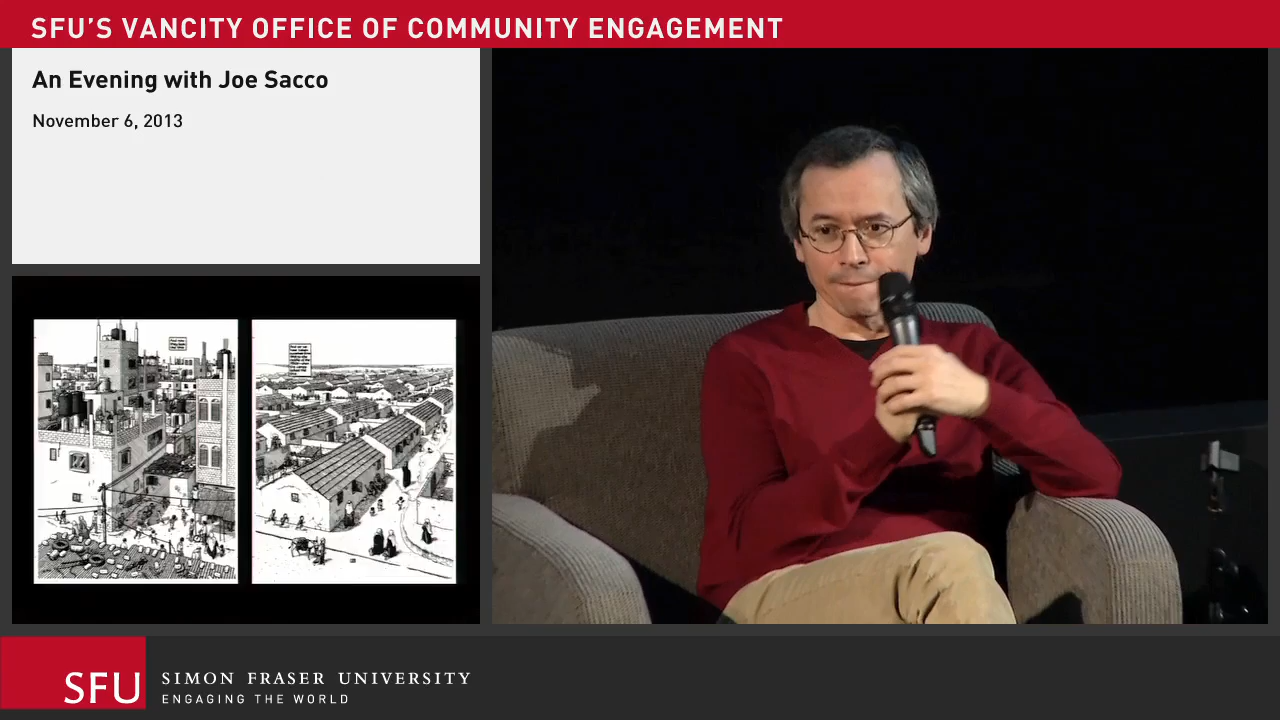 SFU'S VANCITY OFFICE OF COMMUNITY ENGAGEMENT
An Evening with Joe Sacco
November 6, 2013
SFU
SIMON FRASER UNIVERSITY
ENGAGING THE WORLD